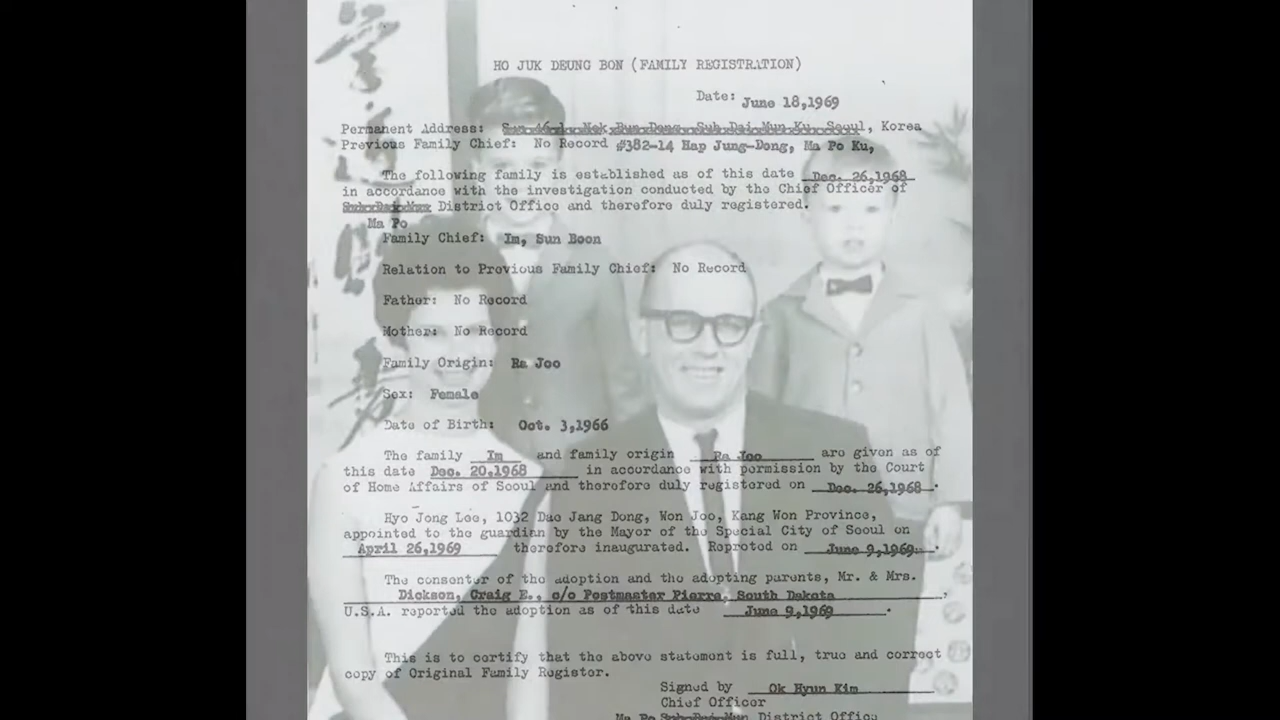 HO JUK DEUNG BON (FAMILY REGISTRATION)
Date: June 18,1969
Permanent Address: Seoul, Korea
Previous Family Chief: No Record #382-14 Hap Jung-Dong, Ma Po Ku,
The following family is established as of this date Dec. 26,1968
in accordance with the investigation conducted by the Chief Officer of
District Office and therefore duly registered.
Ma Po
Family Chief: Im, Sun Boon
Relation to Previous Family Chief: No Record
Father: No Record
Mother: No Record
Family Origin: Ra Joo
Sex: Female
Date of Birth: Oct. 3,1966
The family Im and family origin Ra Joo are given as of
this date Dec. 20,1968 in accordance with permission by the Court
of Home Affairs of Seoul and therefore duly registered on Dec. 26,1968.
Hyo Jong Lee, 1032 Dae Jang Dong, Won Joo, Kang Won Province,
appointed to the guardian by the Mayor of the Special City of Seoul on
April 26,1969 therefore inaugurated. Reproted on June 9,1969.
The consenter of the adoption and the adopting parents, Mr. & Mrs.
Dickson, Craig E., c/o Postmaster Pierre, South Dakota,
U.S.A. reported the adoption as of this date June 9,1969.
This is to certify that the above statement is full, true and correct
copy of Original Family Register.
Signed by Ok Hyun Kim
Chief Officer
Ma Po District Office